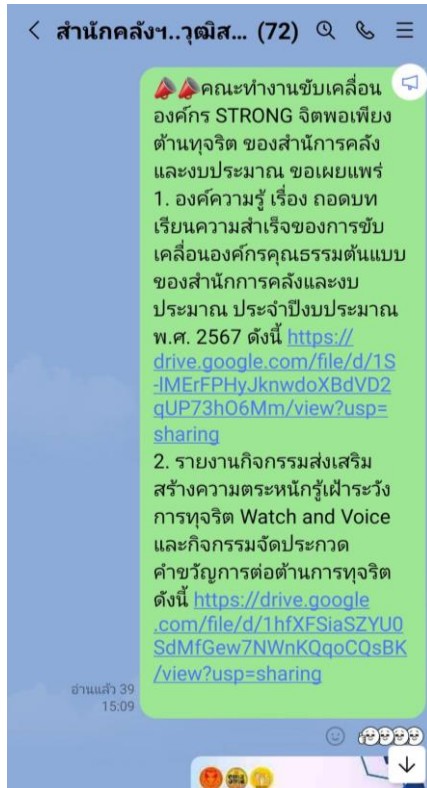 สำนักคลังฯ..วุฒิส... (72)
📣📣คณะทำงานขับเคลื่อน
องค์กร STRONG จิตพอเพียง
ต้านทุจริต ของสำนักการคลัง
และงบประมาณ ขอเผยแพร่
1. องค์ความรู้ เรื่อง ถอดบท
เรียนความสำเร็จของการขับ
เคลื่อนองค์กรคุณธรรมต้นแบบ
ของสำนักการคลังและงบ
ประมาณ ประจำปีงบประมาณ
พ.ศ. 2567 ดังนี้ https://
drive.google.com/file/d/1S
-lMErFPHyJknwdoXBdVD2
qUP73hO6Mm/view?usp=
sharing
2. รายงานกิจกรรมส่งเสริม
สร้างความตระหนักรู้เฝ้าระวัง
การทุจริต Watch and Voice
และกิจกรรมจัดประกวด
คำขวัญการต่อต้านการทุจริต
ดังนี้ https://drive.google
.com/file/d/1hfXFSiaSZYU0
SdMfGew7NWnKQqoCQsBK
/view?usp=sharing
อ่านแล้ว 39
15:09